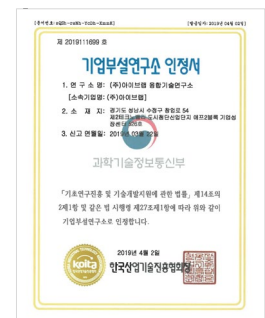 제 2019111699 호
기업부설연구소 인정서
1. 연 구 소 명: (주)아이브랩 융합기술연구소
[소속기업명: (주)아이브랩]
2. 소 재 지: 경기도 성남시 수정구 창업로 54
3. 신고 연월일: 2019년 03월 22일
과학기술정보통신부
「기초연구진흥 및 기술개발지원에 관한 법률」 제14조의
2제1항 및 같은 법 시행령 제27조제1항에 따라 위와 같이
기업부설연구소로 인정합니다.
2019년 4월 2일
koita
한국산업기술진흥협회장